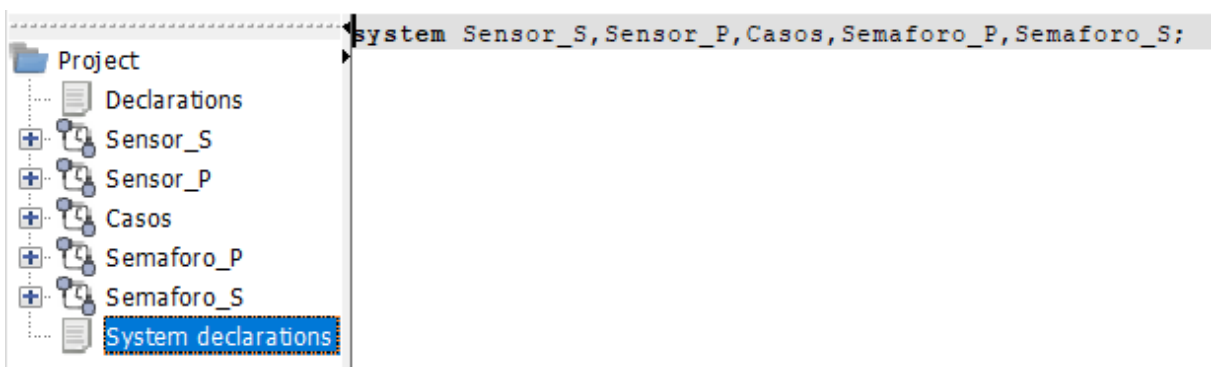 system Sensor_S,Sensor_P,Casos,Semaforo_P,Semaforo_S;
Project
Declarations
Sensor_S
Sensor_P
Casos
Semaforo_P
Semaforo_S
System declarations